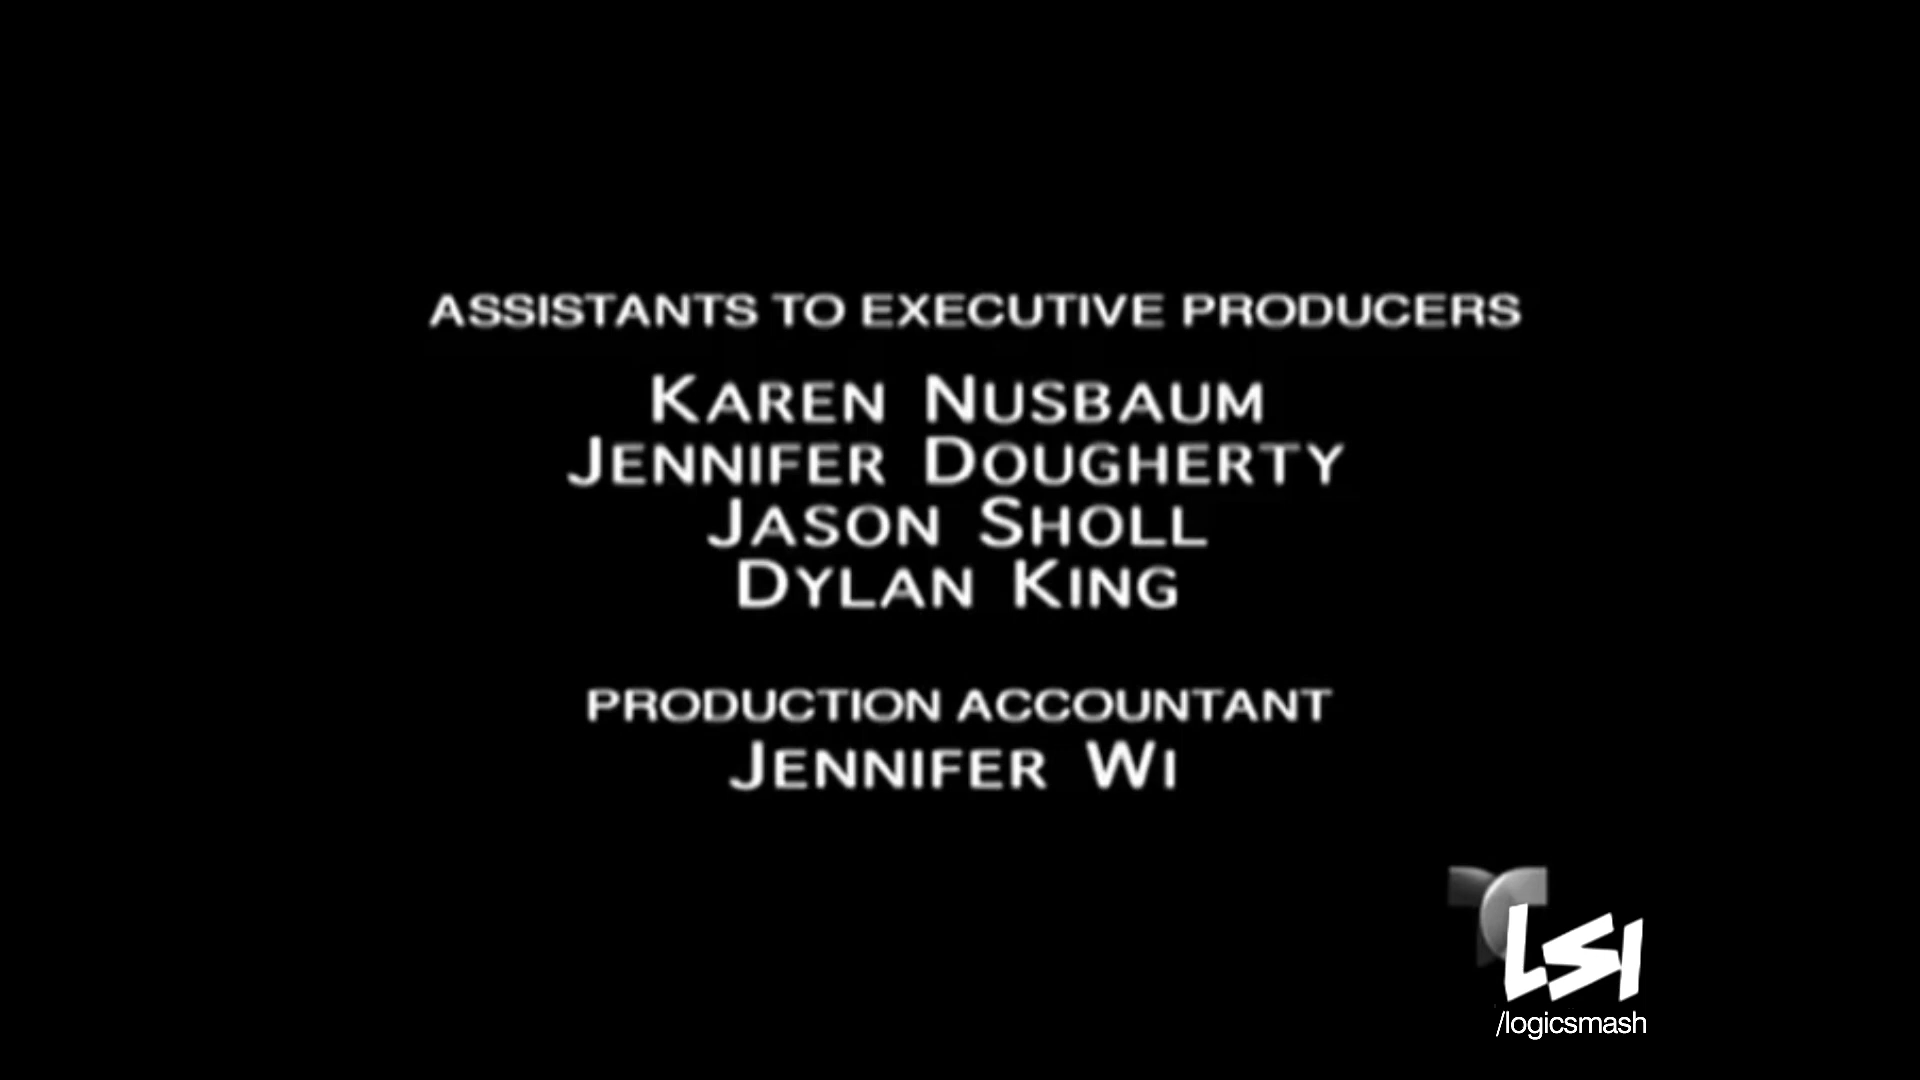 ASSISTANTS TO EXECUTIVE PRODUCERS
KAREN NUSBAUM
JENNIFER DOUGHERTY
JASON SHOLL
DYLAN KING
PRODUCTION ACCOUNTANT
JENNIFER WI
LSI
/logicsmash